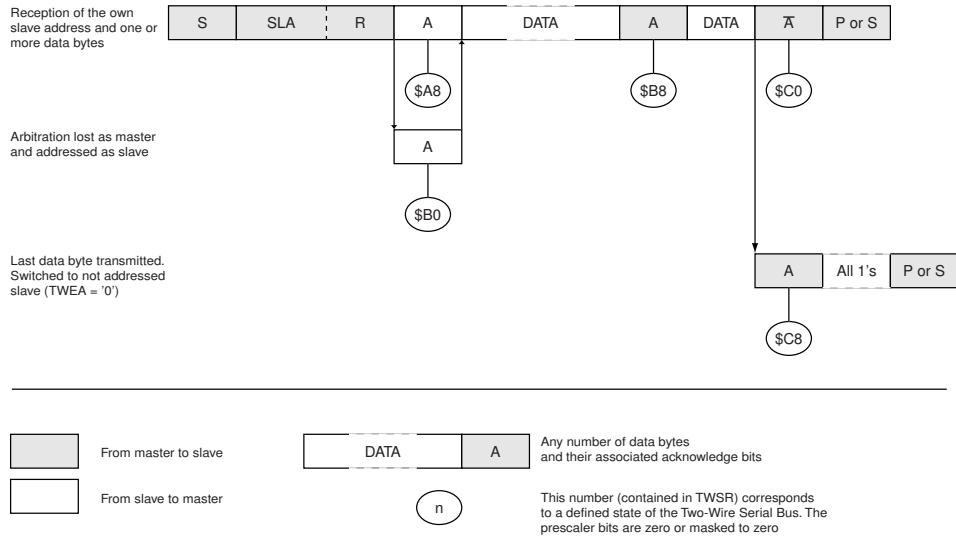 Reception of the own
slave address and one or
more data bytes
S SLA R A DATA A DATA A̅ P or S
$A8 $B8 $C0
Arbitration lost as master
and addressed as slave
A
$B0
Last data byte transmitted.
Switched to not addressed
slave (TWEA = '0')
A All 1's P or S
$C8
From master to slave
DATA A
Any number of data bytes
and their associated acknowledge bits
From slave to master
n
This number (contained in TWSR) corresponds
to a defined state of the Two-Wire Serial Bus. The
prescaler bits are zero or masked to zero